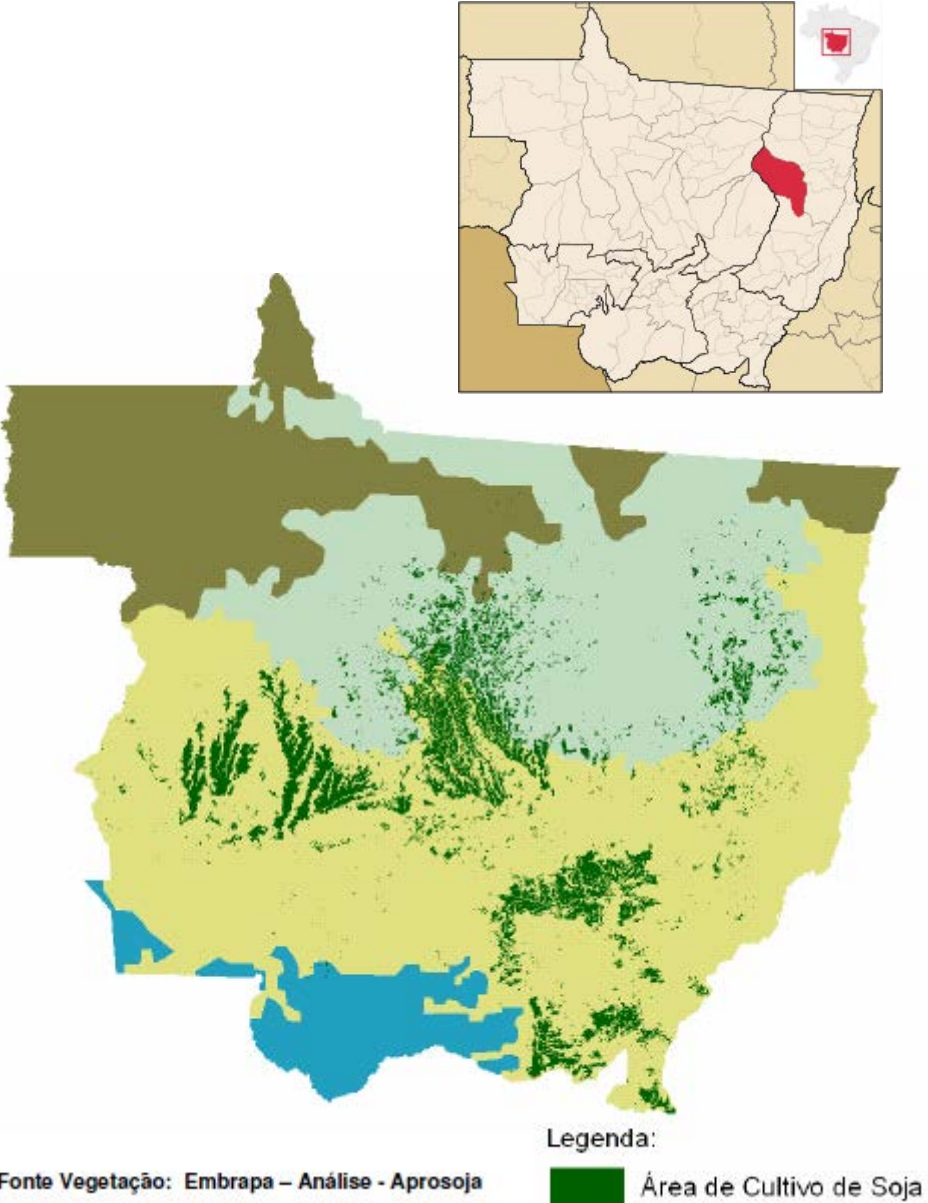 Legenda:
Fonte Vegetação: Embrapa – Análise - Aprosoja
Área de Cultivo de Soja